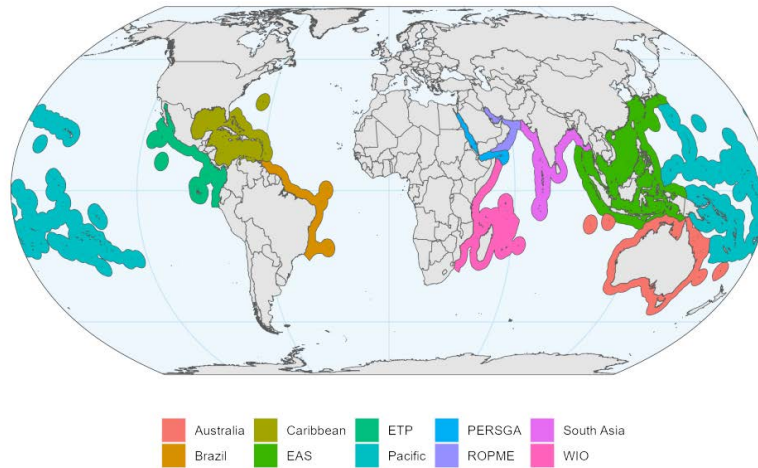 Australia Caribbean ETP PERSGA South Asia
Brazil EAS Pacific ROPME WIO